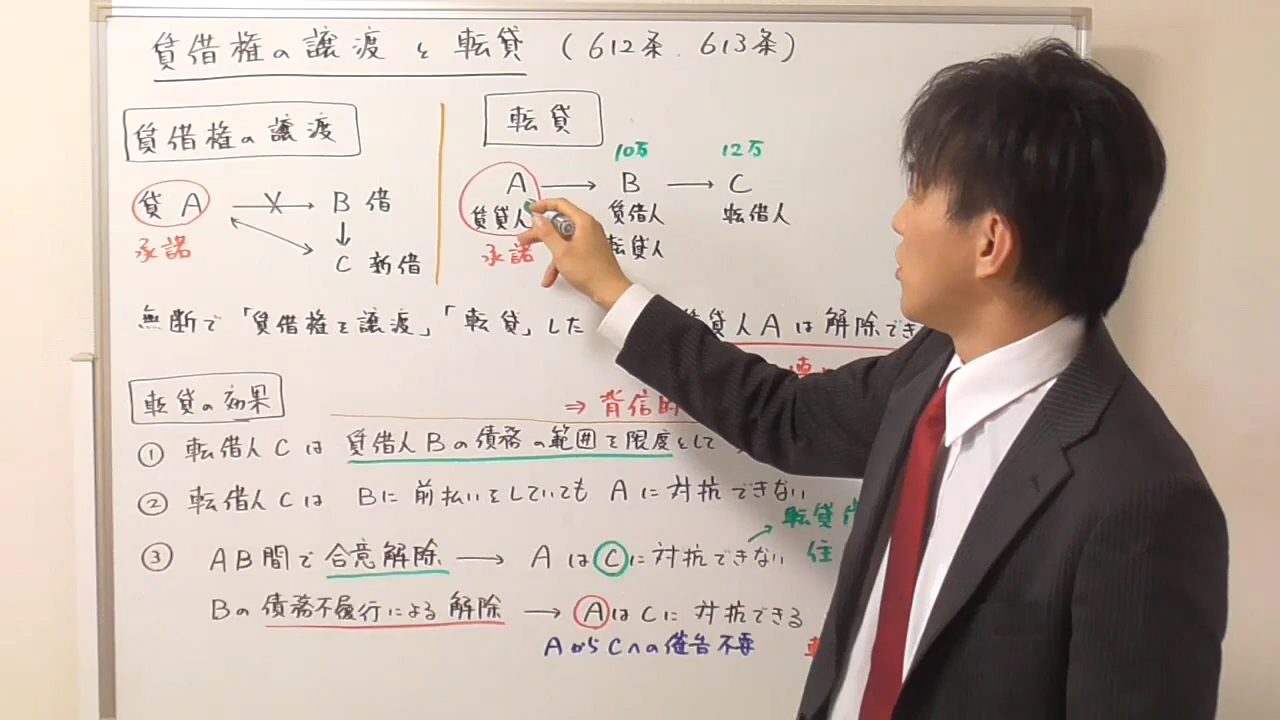 賃借権の譲渡と転貸(612条.613条)
賃借権の譲渡
貸 A → B 借
承諾
↓
C 新借
転貸
10万 12万
A → B → C
賃貸人 賃借人 転借人
承諾 転貸人
無断で「賃借権を譲渡」「転貸」した 賃貸人Aは解除でき
転貸の効果
⇒ 背信的
① 転借人Cは 賃借人Bの債務の範囲を限度として
② 転借人Cは Bに前払いをしていても Aに対抗できない
転貸
③ AB間で合意解除 → AはCに対抗できない 住
Bの債務不履行による解除 → AはCに対抗できる
AからCへの催告不要